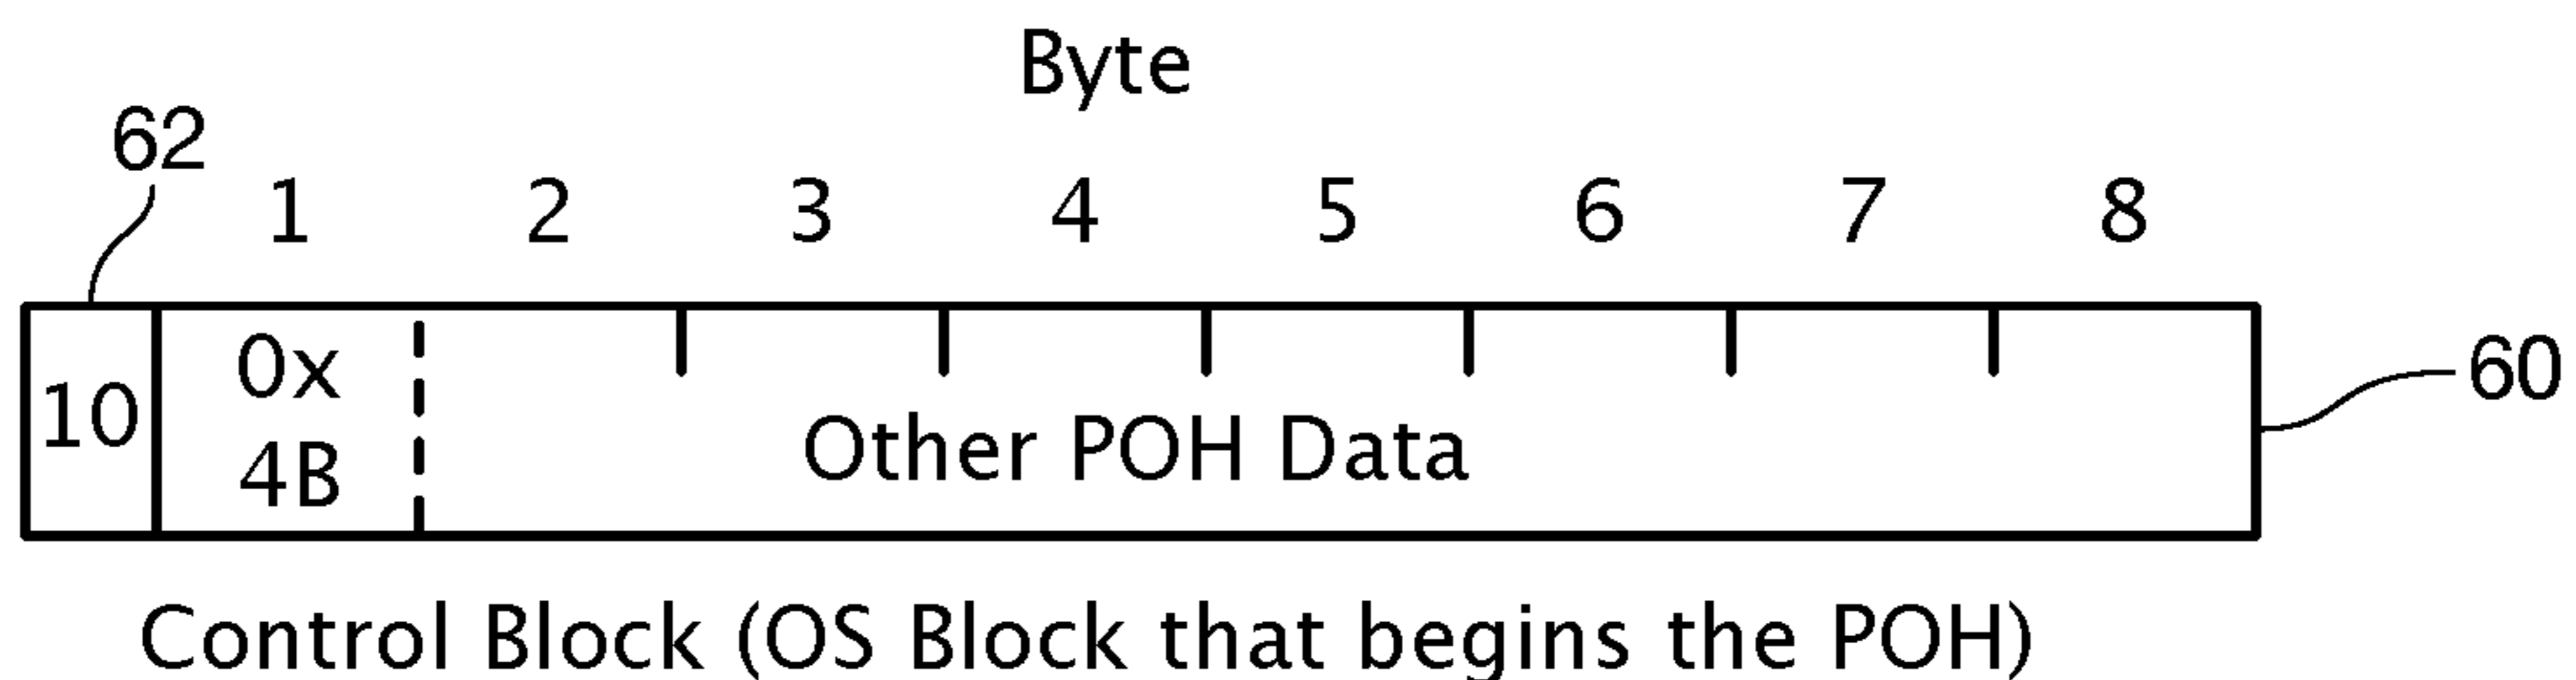 Byte
62
1 2 3 4 5 6 7 8
10
0x
4B
Other POH Data
60
Control Block (OS Block that begins the POH)